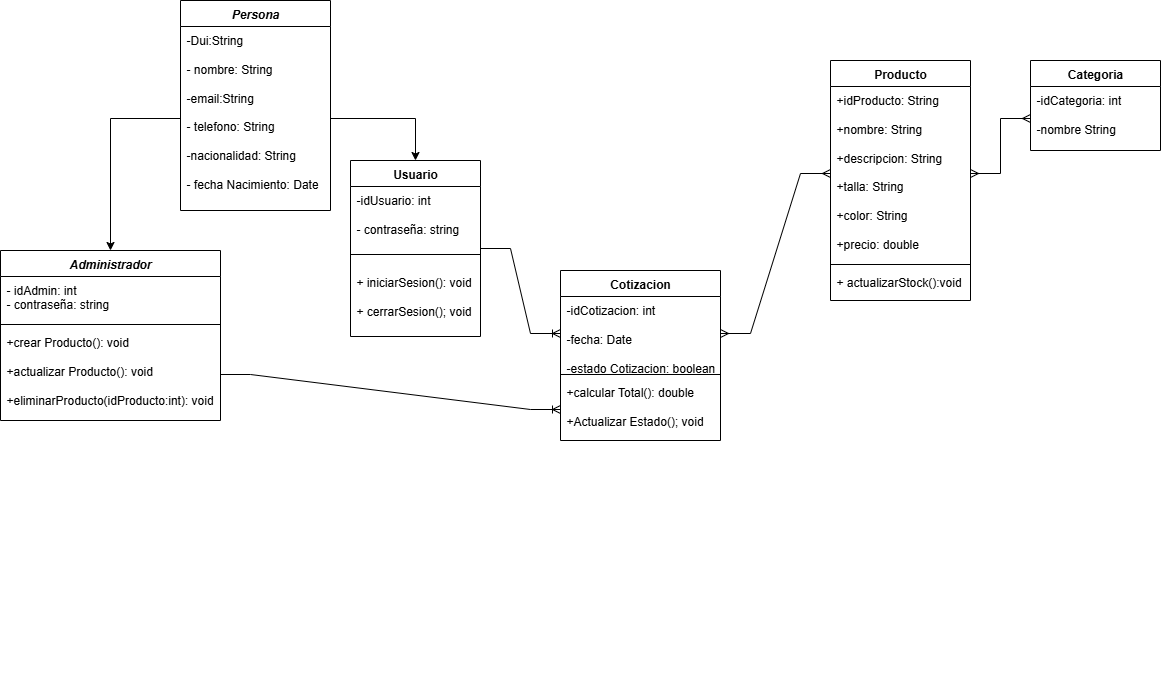 Persona
-Dui:String
- nombre: String
-email:String
- telefono: String
-nacionalidad: String
- fecha Nacimiento: Date
Administrador
- idAdmin: int
- contraseña: string
+crear Producto(): void
+actualizar Producto(): void
+eliminarProducto(idProducto:int): void
Usuario
-idUsuario: int
- contraseña: string
+ iniciarSesion(): void
+ cerrarSesion(); void
Cotizacion
-idCotizacion: int
-fecha: Date
-estado Cotizacion: boolean
+calcular Total(): double
+Actualizar Estado(); void
Producto
+idProducto: String
+nombre: String
+descripcion: String
+talla: String
+color: String
+precio: double
+ actualizarStock():void
Categoria
-idCategoria: int
-nombre String